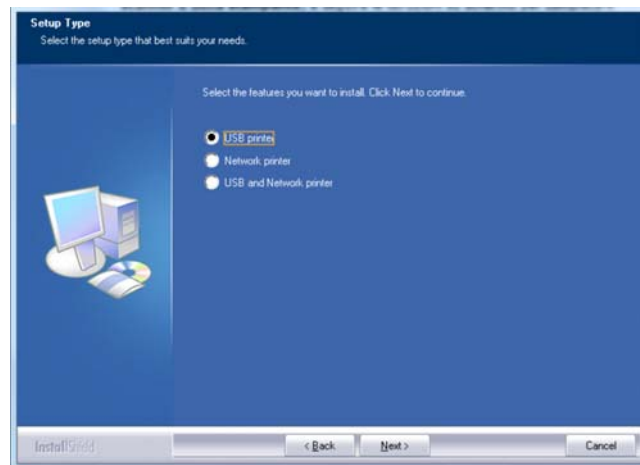 Setup Type
Select the setup type that best suits your needs.
Select the features you want to install. Click Next to continue.
USB printer
Network printer
USB and Network printer
InstallShield
< Back
Next >
Cancel